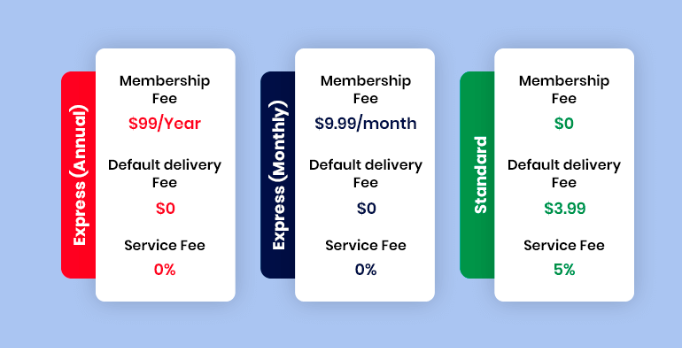 Express (Annual)
Membership
Fee
$99/Year
Default delivery
Fee
$0
Service Fee
0%
Express (Monthly)
Membership
Fee
$9.99/month
Default delivery
Fee
$0
Service Fee
0%
Standard
Membership
Fee
$0
Default delivery
Fee
$3.99
Service Fee
5%